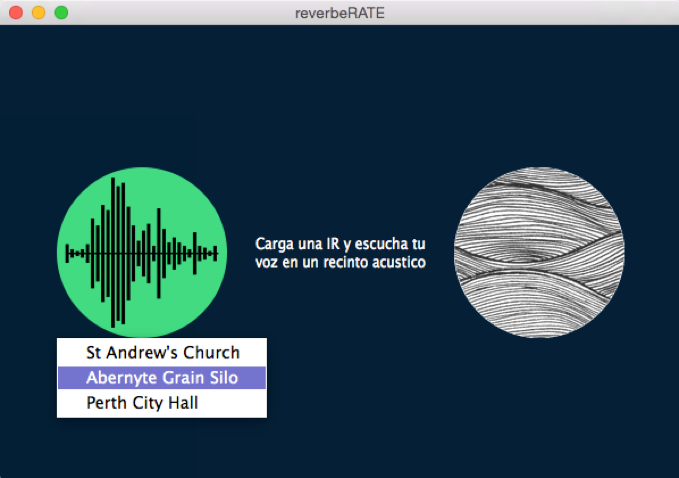 reverbeRATE
Carga una IR y escucha tu
voz en un recinto acustico
St Andrew's Church
Abernyte Grain Silo
Perth City Hall